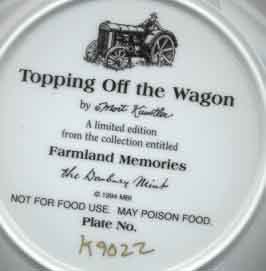 Topping Off the Wagon
by Mort Künstler
A limited edition
from the collection entitled
Farmland Memories
the Danbury Mint
© 1994 MBI
NOT FOR FOOD USE. MAY POISON FOOD.
Plate No.
K9022